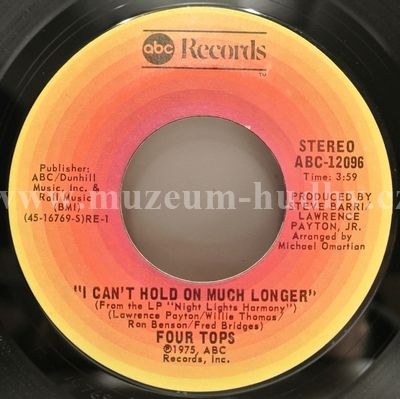 abc Records
TM
STEREO
ABC-12096
Time: 3:59
PRODUCED BY
STEVE BARRI,
LAWRENCE
PAYTON, JR.
Arranged by
Michael Omartian
Publisher:
ABC/Dunhill
Music, Inc. &
Rall Music
(BMI)
(45-16769-S)RE-1
"I CAN'T HOLD ON MUCH LONGER"
(From the LP "Night Lights Harmony")
(Lawrence Payton/Willie Thomas/
Ron Benson/Fred Bridges)
FOUR TOPS
℗1975, ABC
Records, Inc.